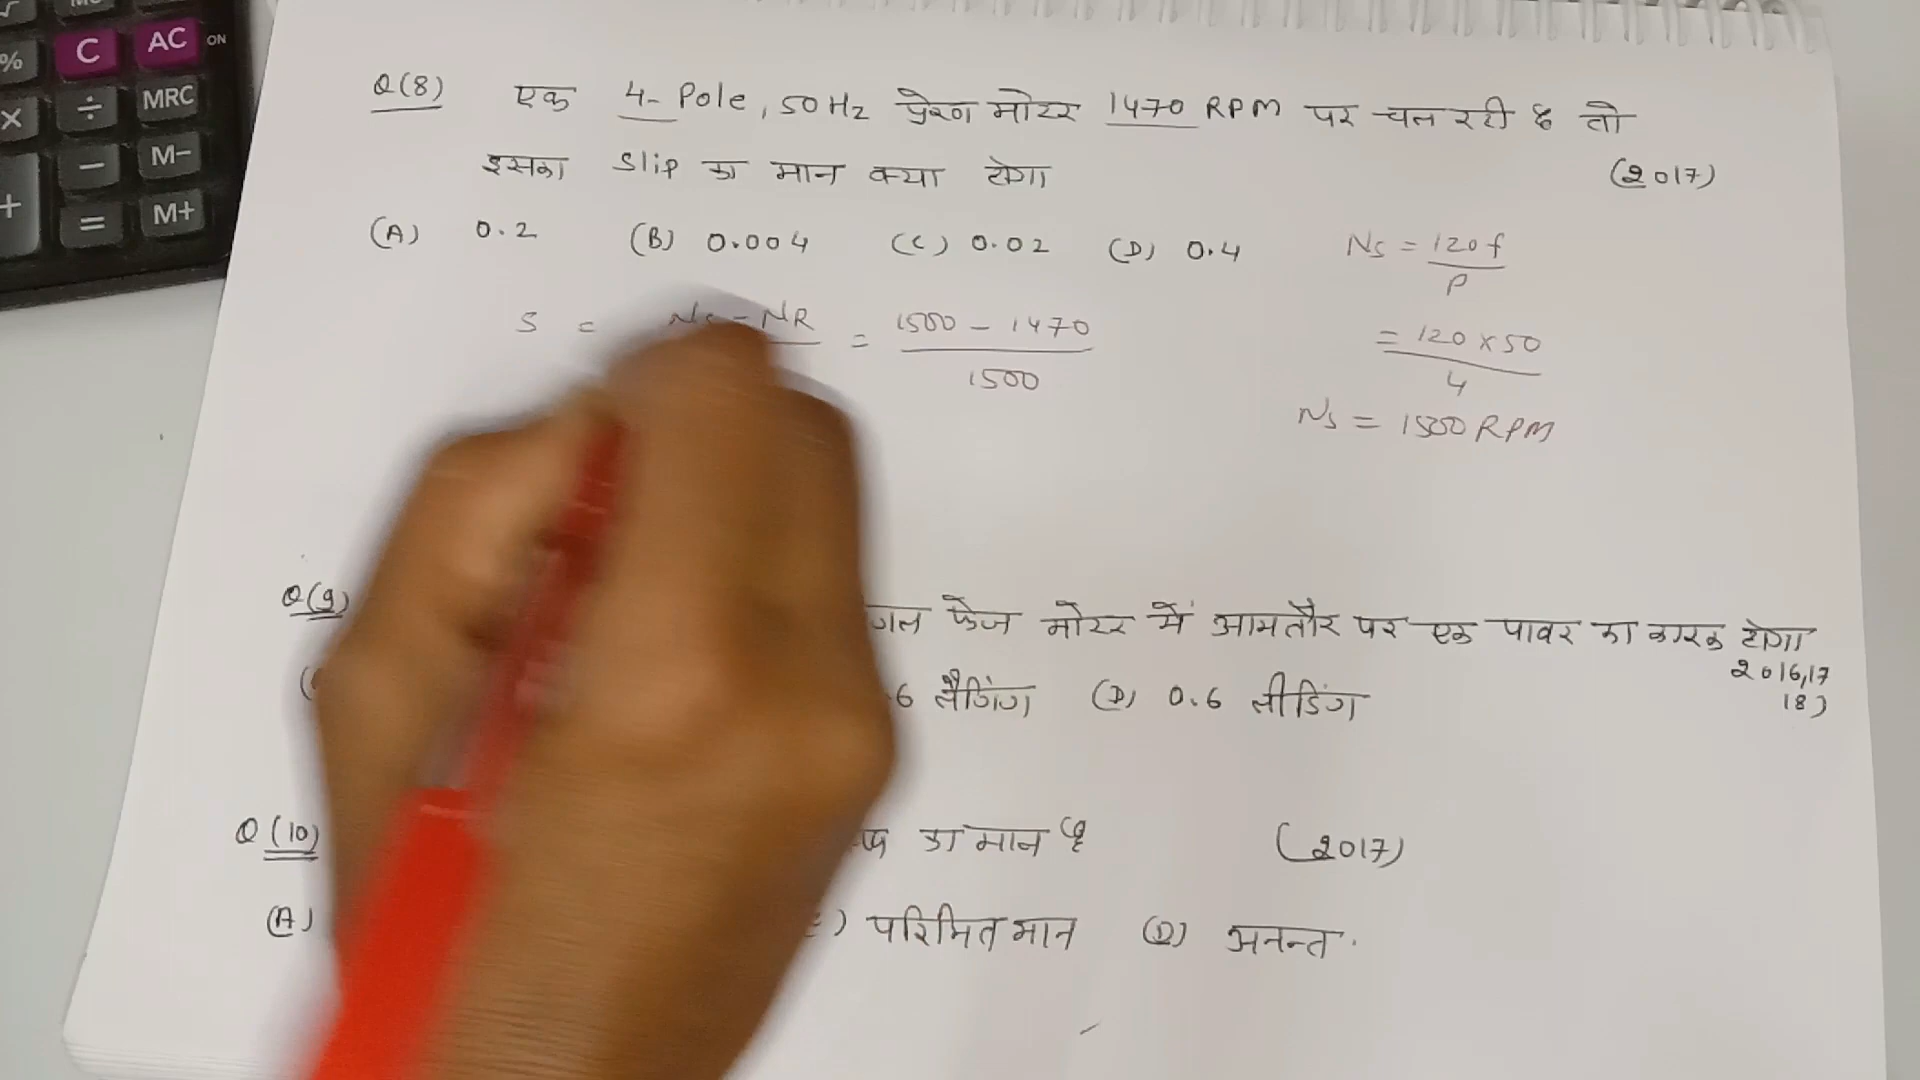 C AC ON
% ÷ MRC
X − M−
+ = M+
Q(8) एक 4- Pole, 50Hz प्रेरण मोटर 1470 RPM पर चल रही है तो
इसका slip का मान क्या होगा (2017)
(A) 0.2 (B) 0.004 (C) 0.02 (D) 0.4
Ns = 120f
P
S = Ns - NR = 1500 - 1470
1500
= 120 x 50
4
Ns = 1500 RPM
Q(9) फेज मोटर में आमतौर पर एक पावर का कारक होगा
2016,17
18)
6 लैगिंग (D) 0.6 लीडिंग
Q(10) का मान है (2017)
(A) ) परिमित मान (D) अनन्त.